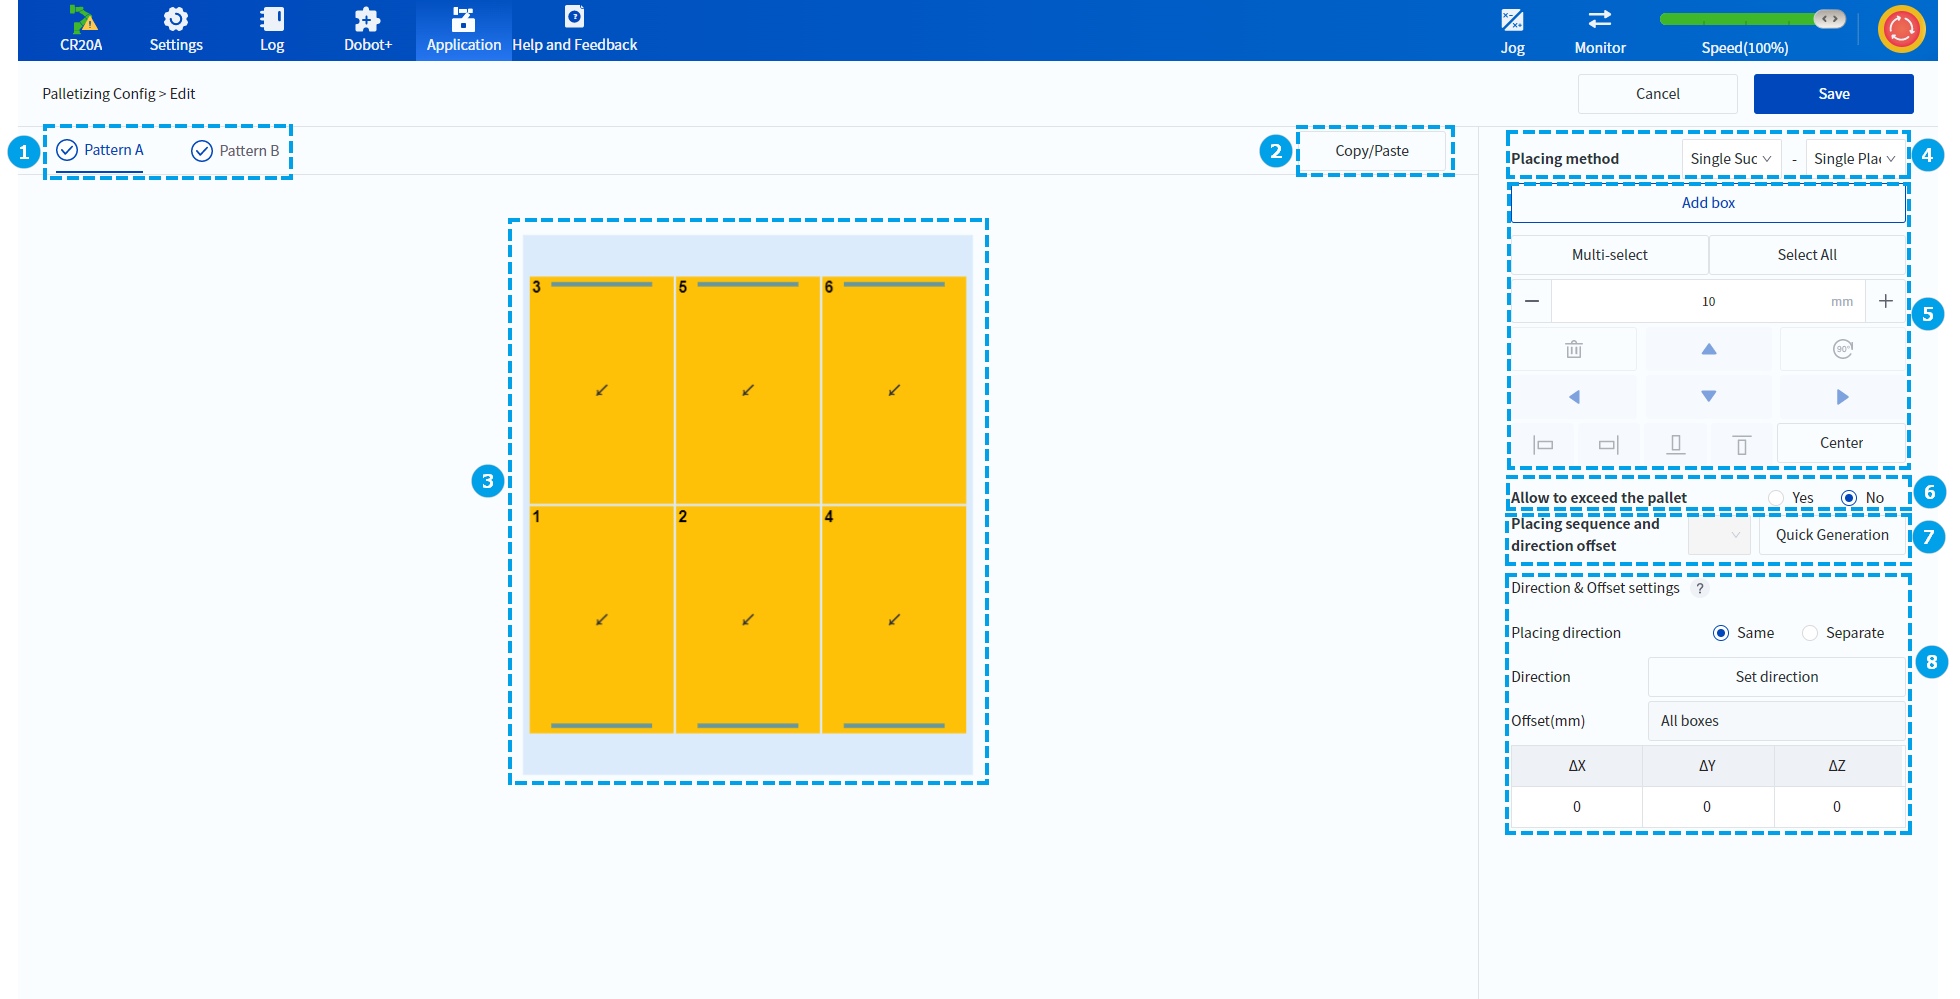 CR20A
Settings
Log
Dobot+
Application
Help and Feedback
Jog
Monitor
Speed(100%)
Palletizing Config > Edit
Cancel
Save
1
Pattern A
Pattern B
2
Copy/Paste
Placing method
Single Suc
-
Single Plac
4
Add box
Multi-select
Select All
10
mm
5
90°
Center
3
3
5
6
1
2
4
Allow to exceed the pallet
Yes
No
6
Placing sequence and
direction offset
Quick Generation
7
Direction & Offset settings ?
Placing direction
Same
Separate
8
Direction
Set direction
Offset(mm)
All boxes
ΔX
ΔY
ΔZ
0
0
0